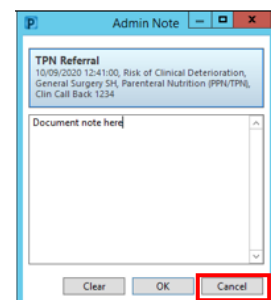 Admin Note
TPN Referral
10/09/2020 12:41:00, Risk of Clinical Deterioration,
General Surgery SH, Parenteral Nutrition (PPN/TPN),
Clin Call Back 1234
Document note here
Clear OK Cancel